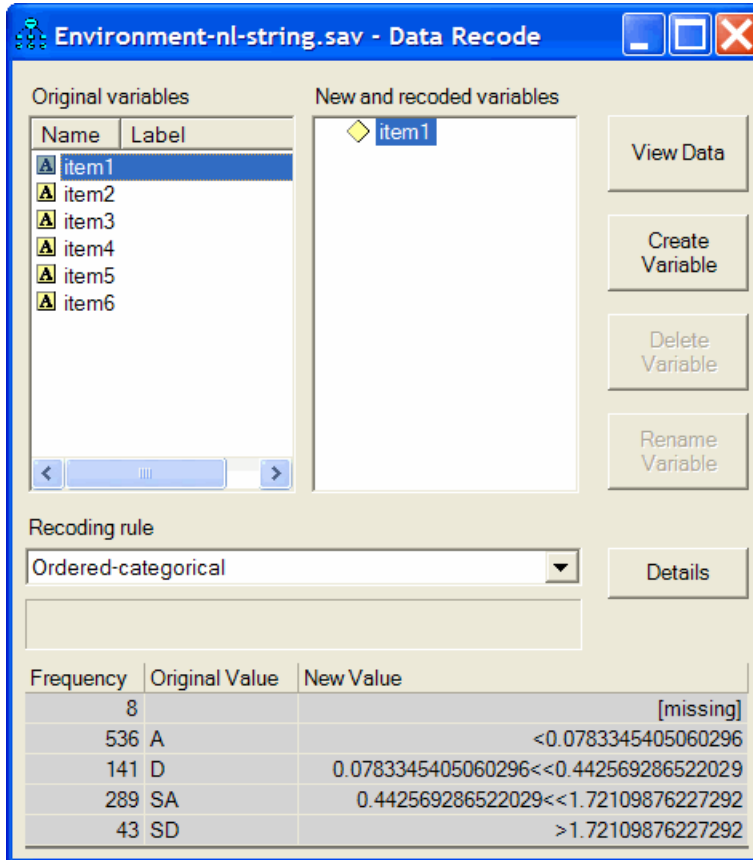 Environment-nl-string.sav - Data Recode
Original variables
New and recoded variables
Name Label
item1
item2
item3
item4
item5
item6
item1
View Data
Create
Variable
Delete
Variable
Rename
Variable
Recoding rule
Ordered-categorical
Details
Frequency Original Value New Value
8 [missing]
536 A <0.0783345405060296
141 D 0.0783345405060296<<0.442569286522029
289 SA 0.442569286522029<<1.72109876227292
43 SD >1.72109876227292